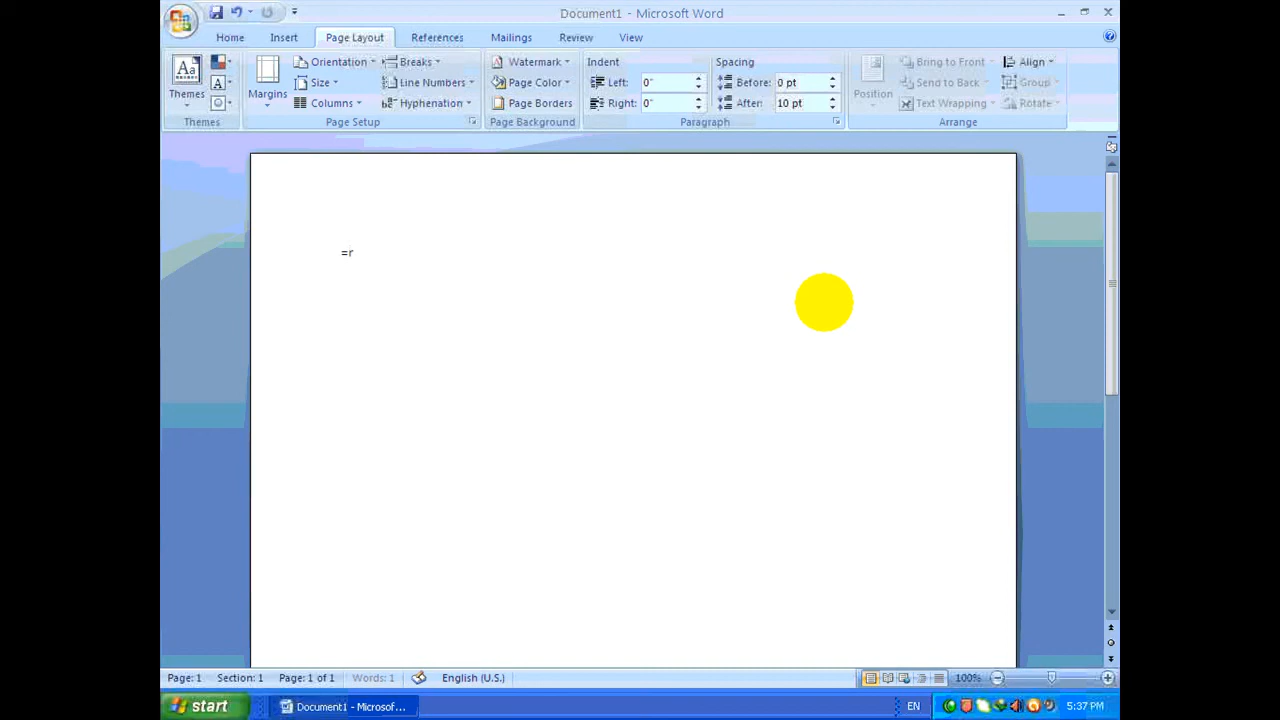 Document1 - Microsoft Word
Home Insert Page Layout References Mailings Review View
Themes
Margins
Orientation
Size
Columns
Breaks
Line Numbers
Hyphenation
Watermark
Page Color
Page Borders
Indent
Left: 0"
Right: 0"
Spacing
Before: 0 pt
After: 10 pt
Position
Bring to Front
Send to Back
Text Wrapping
Align
Group
Rotate
Themes Page Setup Page Background Paragraph Arrange
=r
Page: 1 Section: 1 Page: 1 of 1 Words: 1 English (U.S.) 100%
start Document1 - Microsof... EN 5:37 PM